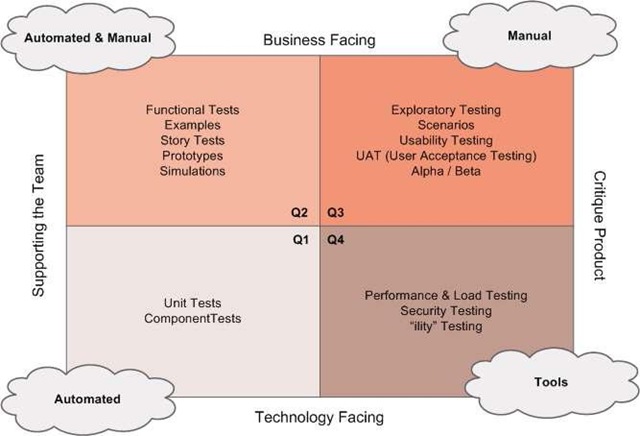 Automated & Manual
Business Facing
Manual
Functional Tests
Examples
Story Tests
Prototypes
Simulations
Exploratory Testing
Scenarios
Usability Testing
UAT (User Acceptance Testing)
Alpha / Beta
Supporting the Team
Critique Product
Q2
Q3
Q1
Q4
Unit Tests
ComponentTests
Performance & Load Testing
Security Testing
“ility” Testing
Automated
Technology Facing
Tools